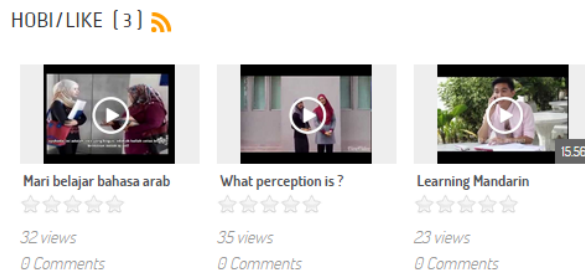 HOBI/LIKE (3)
Mari belajar bahasa arab
32 views
0 Comments
What perception is ?
35 views
0 Comments
15.56
Learning Mandarin
23 views
0 Comments